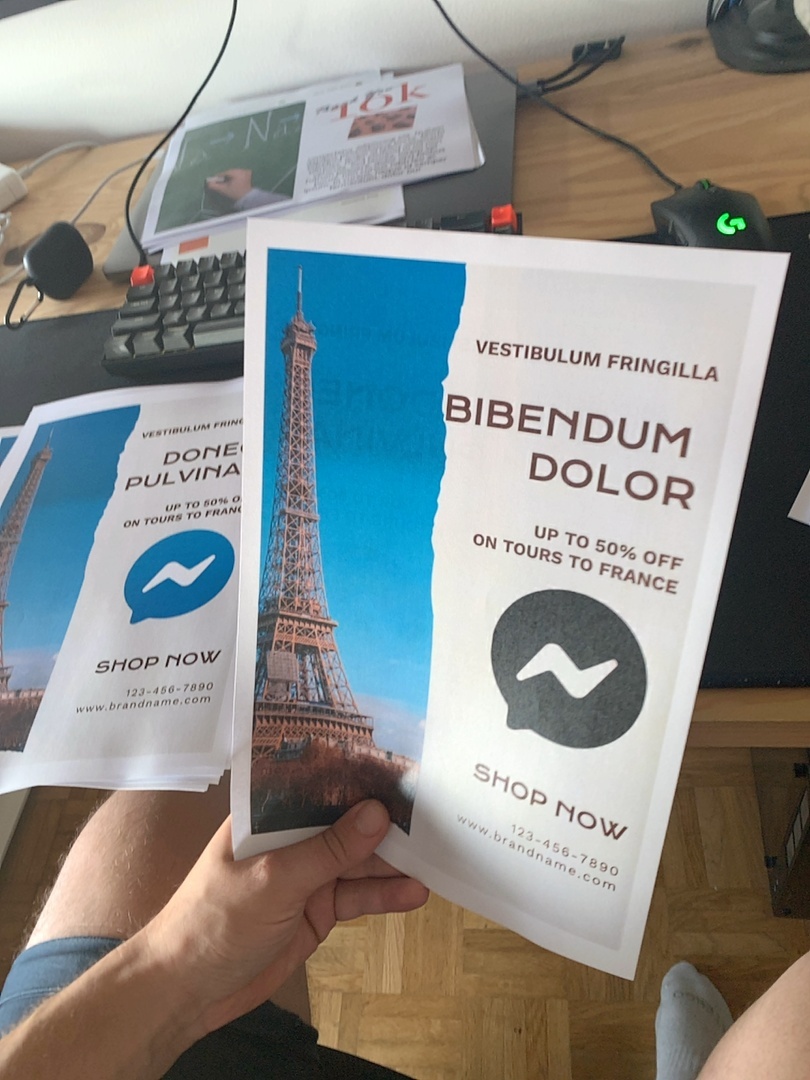 Tok
VESTIBULUM FRING
DONEC
PULVINA
UP TO 50% O
ON TOURS TO FRANC
SHOP NOW
123-456-7890
www.brandname.com
VESTIBULUM FRINGILLA
BIBENDUM
DOLOR
UP TO 50% OFF
ON TOURS TO FRANCE
SHOP NOW
123-456-7890
www.brandname.com